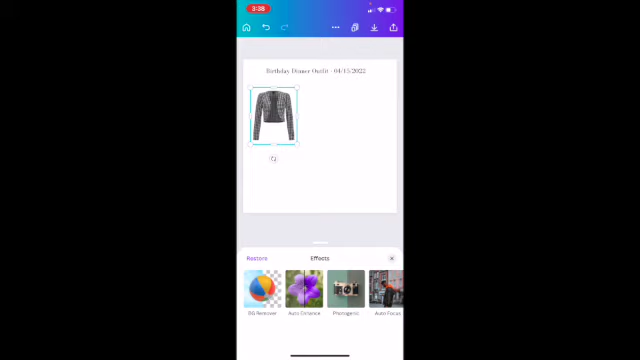 3:38
Birthday Dinner Outfit - 04/15/2022
Restore
Effects
BG Remover
Auto Enhance
Photogenic
Auto Focus